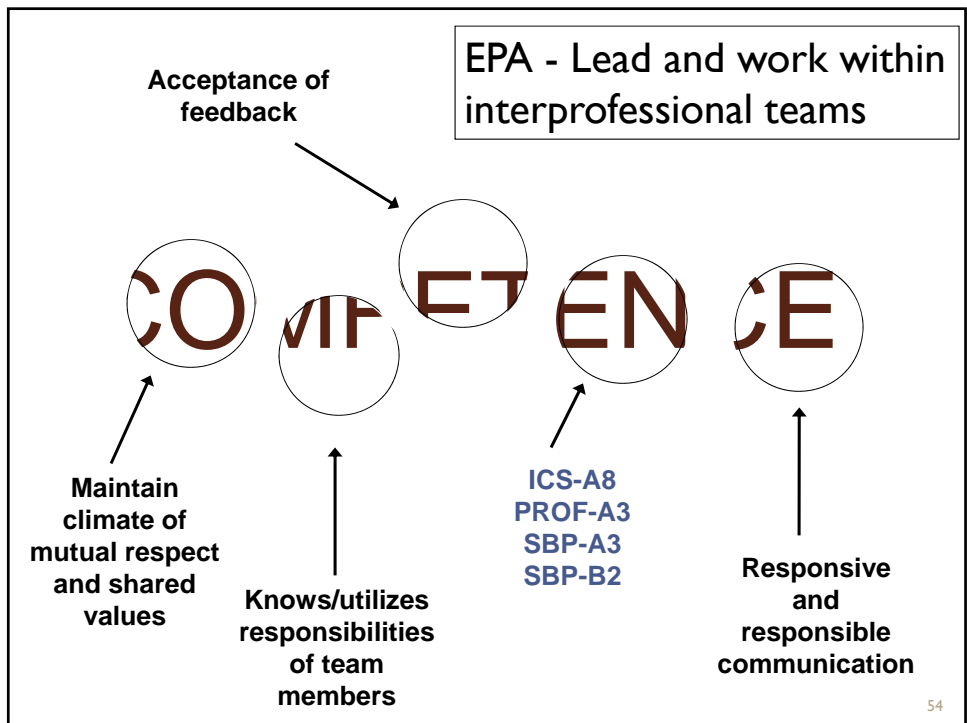 EPA - Lead and work within
interprofessional teams
Acceptance of
feedback
COMPETENCE
Maintain
climate of
mutual respect
and shared
values
Knows/utilizes
responsibilities
of team
members
ICS-A8
PROF-A3
SBP-A3
SBP-B2
Responsive
and
responsible
communication
54